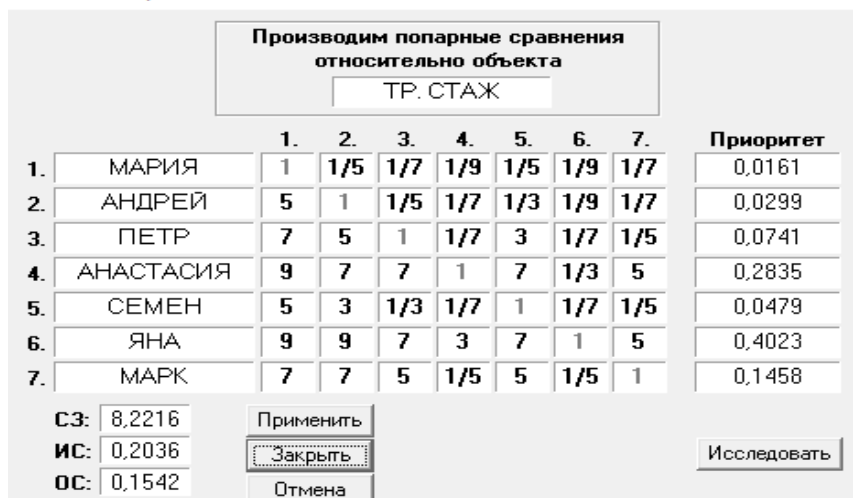 Производим попарные сравнения
относительно объекта
ТР. СТАЖ
1. 2. 3. 4. 5. 6. 7. Приоритет
1. МАРИЯ 1 1/5 1/7 1/9 1/5 1/9 1/7 0,0161
2. АНДРЕЙ 5 1 1/5 1/7 1/3 1/9 1/7 0,0299
3. ПЕТР 7 5 1 1/7 3 1/7 1/5 0,0741
4. АНАСТАСИЯ 9 7 7 1 7 1/3 5 0,2835
5. СЕМЕН 5 3 1/3 1/7 1 1/7 1/5 0,0479
6. ЯНА 9 9 7 3 7 1 5 0,4023
7. МАРК 7 7 5 1/5 5 1/5 1 0,1458
СЗ: 8,2216 Применить
ИС: 0,2036 Закрыть Исследовать
ОС: 0,1542 Отмена